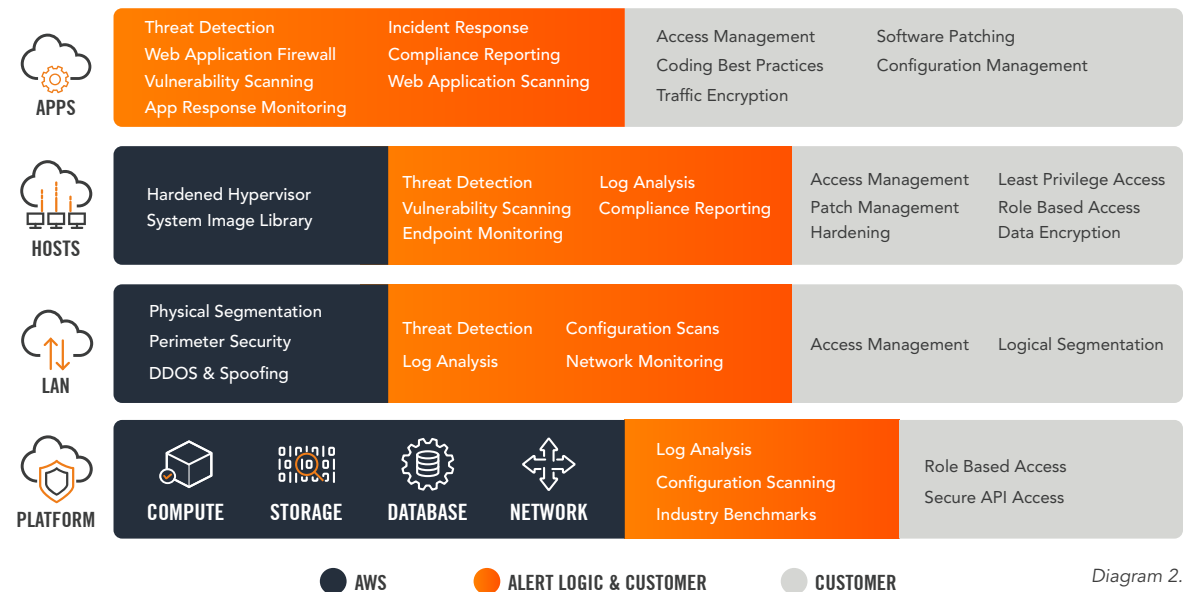 APPS
Threat Detection
Web Application Firewall
Vulnerability Scanning
App Response Monitoring
Incident Response
Compliance Reporting
Web Application Scanning
Access Management
Coding Best Practices
Traffic Encryption
Software Patching
Configuration Management
HOSTS
Hardened Hypervisor
System Image Library
Threat Detection
Vulnerability Scanning
Endpoint Monitoring
Log Analysis
Compliance Reporting
Access Management
Patch Management
Hardening
Least Privilege Access
Role Based Access
Data Encryption
LAN
Physical Segmentation
Perimeter Security
DDOS & Spoofing
Threat Detection
Log Analysis
Configuration Scans
Network Monitoring
Access Management
Logical Segmentation
PLATFORM
COMPUTE
STORAGE
DATABASE
NETWORK
Log Analysis
Configuration Scanning
Industry Benchmarks
Role Based Access
Secure API Access
AWS
ALERT LOGIC & CUSTOMER
CUSTOMER
Diagram 2.